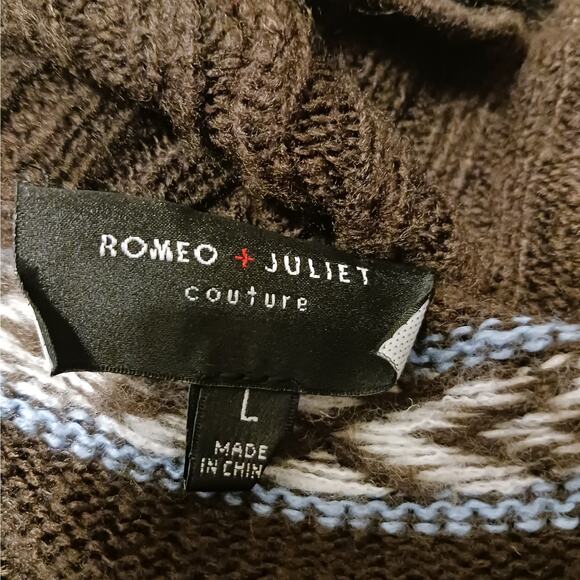 ROMEO + JULIET
couture
L
MADE
IN CHIN